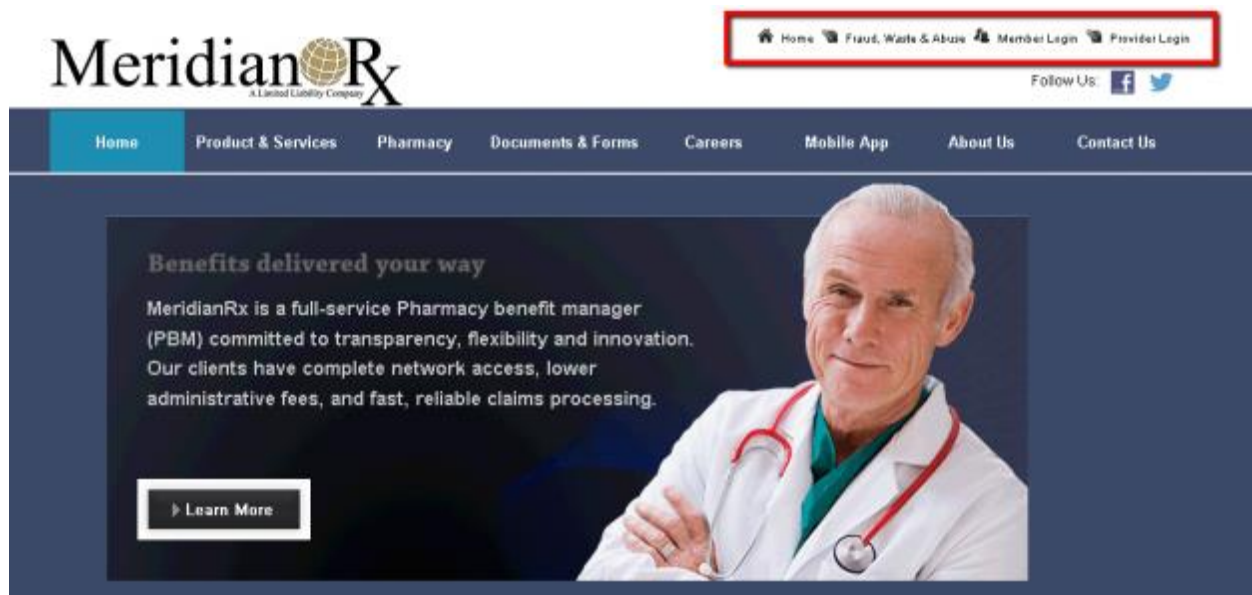 Home Fraud, Waste & Abuse Member Login Provider Login
MeridianRx
A Limited Liability Company
Follow Us:
Home Product & Services Pharmacy Documents & Forms Careers Mobile App About Us Contact Us
Benefits delivered your way
MeridianRx is a full-service Pharmacy benefit manager
(PBM) committed to transparency, flexibility and innovation.
Our clients have complete network access, lower
administrative fees, and fast, reliable claims processing.
Learn More